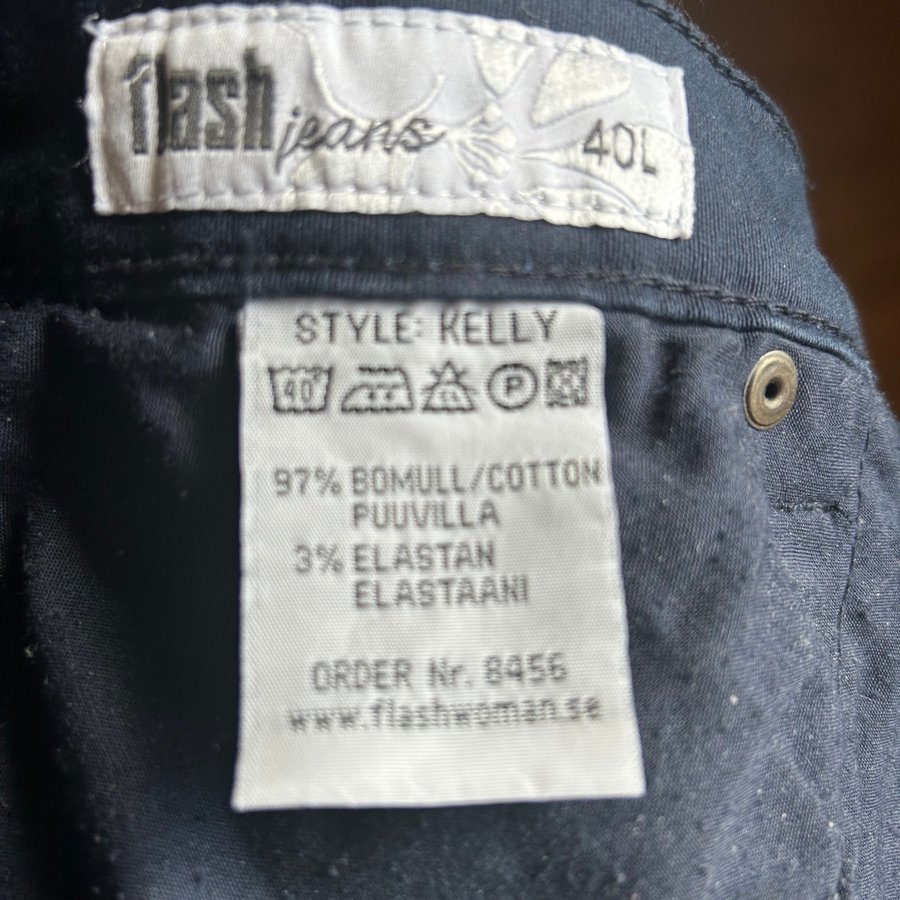 flash jeans 40L
STYLE: KELLY
40 P
97% BOMULL/COTTON
PUUVILLA
3% ELASTAN
ELASTAANI
ORDER Nr. 8456
www.flashwoman.se